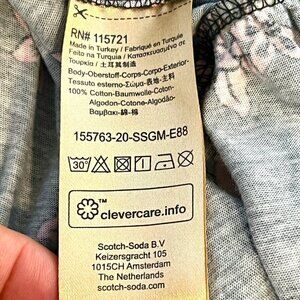 RN# 115721
Made in Turkey / Fabriqué en Turquie
Feito na Turquia / Κατασκευασμένο σε
Τουρκία / 土耳其制造
Body-Oberstoff-Corps-Corpo-Exterior-
Tessuto esterno-Σώμα-表地-主料
100% Cotton-Baumwolle-Coton-
Algodon-Cotone-Algodão-
Βαμβακι-綿-棉
155763-20-SSGM-E88
30°
™ clevercare.info
Scotch-Soda B.V
Keizersgracht 105
1015CH Amsterdam
The Netherlands
scotch-soda.com